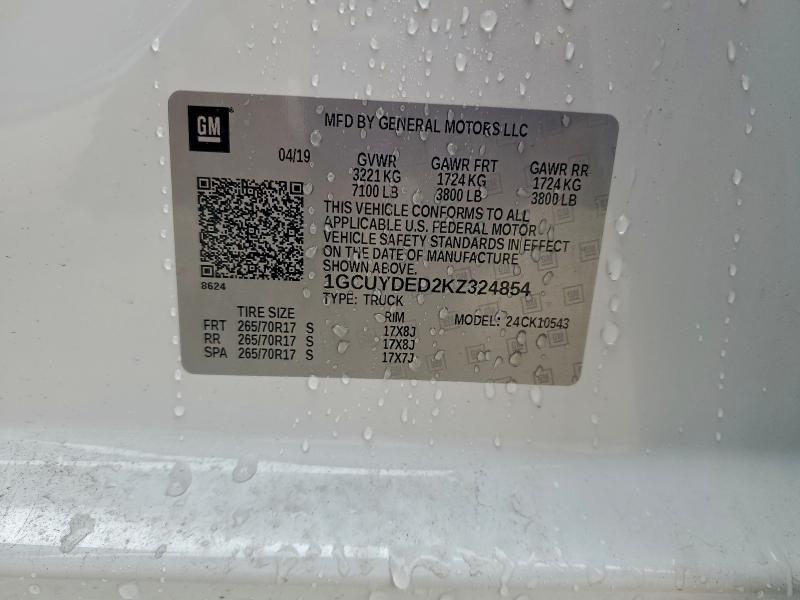 GM
MFD BY GENERAL MOTORS LLC
04/19 GVWR GAWR FRT GAWR RR
3221 KG 1724 KG 1724 KG
7100 LB 3800 LB 3800 LB
THIS VEHICLE CONFORMS TO ALL
APPLICABLE U.S. FEDERAL MOTOR
VEHICLE SAFETY STANDARDS IN EFFECT
ON THE DATE OF MANUFACTURE
SHOWN ABOVE.
8624 1GCUYDED2KZ324854
TYPE: TRUCK
TIRE SIZE RIM MODEL: 24CK10543
FRT 265/70R17 S 17X8J
RR 265/70R17 S 17X8J
SPA 265/70R17 S 17X7J